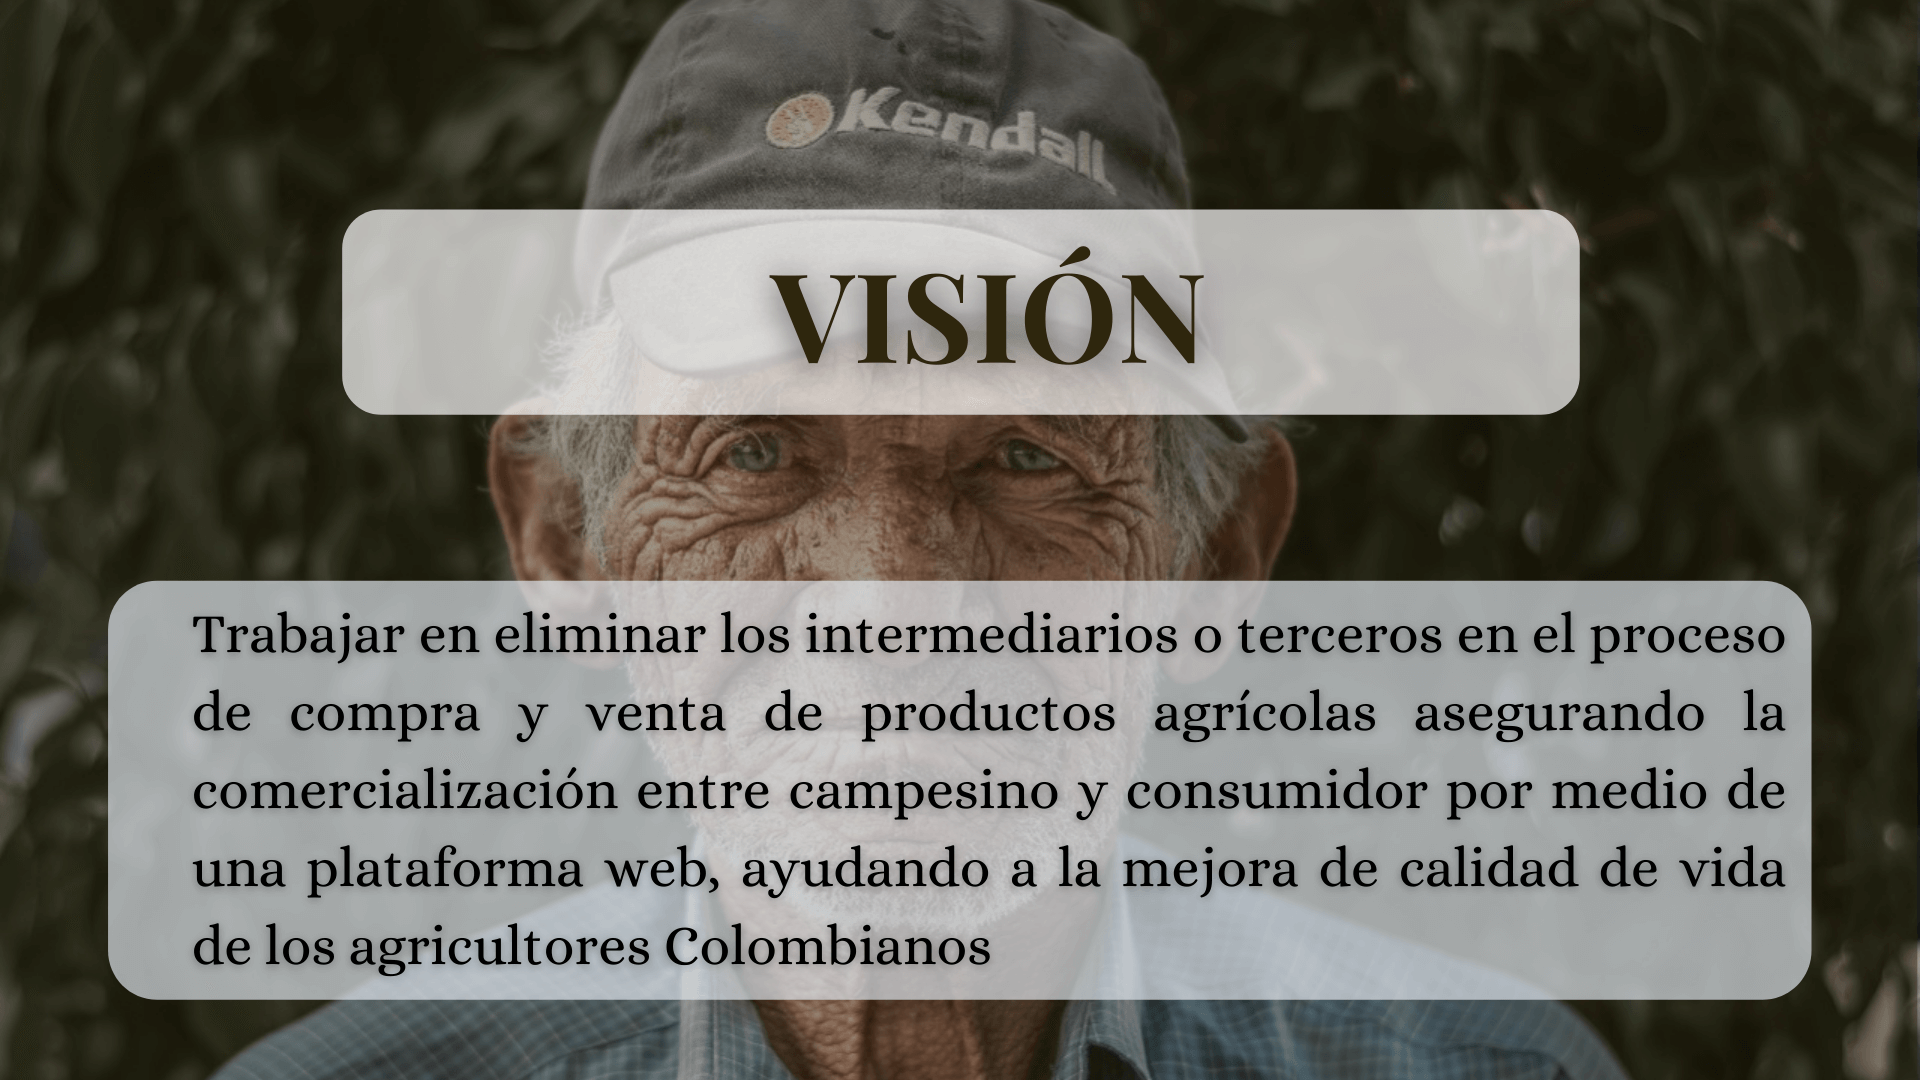 Kendall
VISIÓN
Trabajar en eliminar los intermediarios o terceros en el proceso
de compra y venta de productos agrícolas asegurando la
comercialización entre campesino y consumidor por medio de
una plataforma web, ayudando a la mejora de calidad de vida
de los agricultores Colombianos